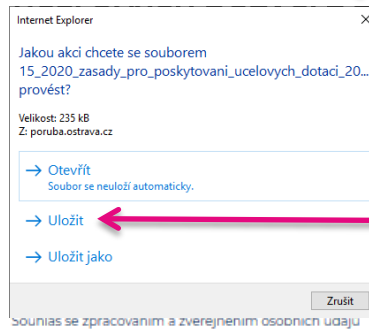 Internet Explorer
Jakou akci chcete se souborem
15_2020_zasady_pro_poskytovani_ucelovych_dotaci_20...
provést?
Velikost: 235 kB
Z: poruba.ostrava.cz
→ Otevřít
Soubor se neuloží automaticky.
→ Uložit
→ Uložit jako
Zrušit
Souhlas se zpracováním a zveřejněním osobních údajů